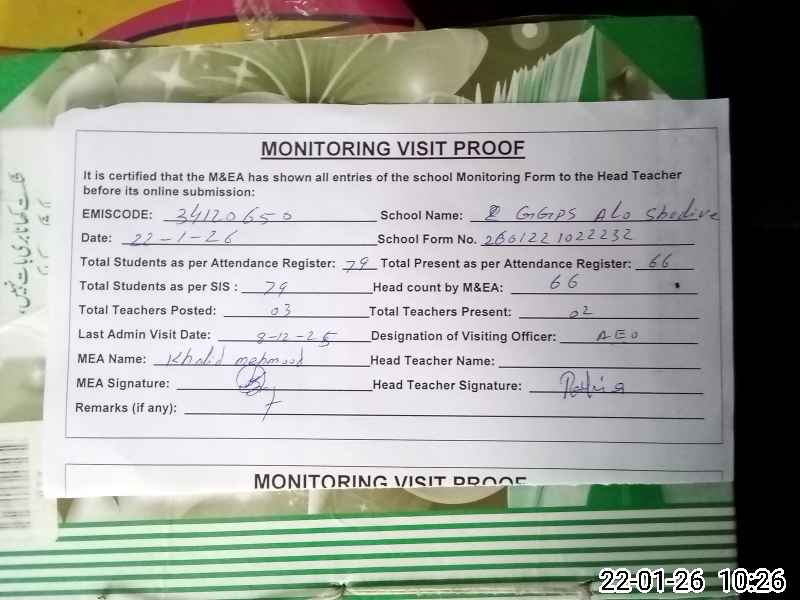 MONITORING VISIT PROOF
It is certified that the M&EA has shown all entries of the school Monitoring Form to the Head Teacher
before its online submission:
EMISCODE: 34120650 School Name: GGPS Alo Shadive
Date: 22-1-26 School Form No. 2601221022232
Total Students as per Attendance Register: 79 Total Present as per Attendance Register: 66
Total Students as per SIS : 79 Head count by M&EA: 66
Total Teachers Posted: 03 Total Teachers Present: 02
Last Admin Visit Date: 8-12-25 Designation of Visiting Officer: AEO
MEA Name: Khalid mehmood Head Teacher Name:
MEA Signature: Head Teacher Signature:
Remarks (if any):
MONITORING VISIT PROOF
22-01-26 10:26